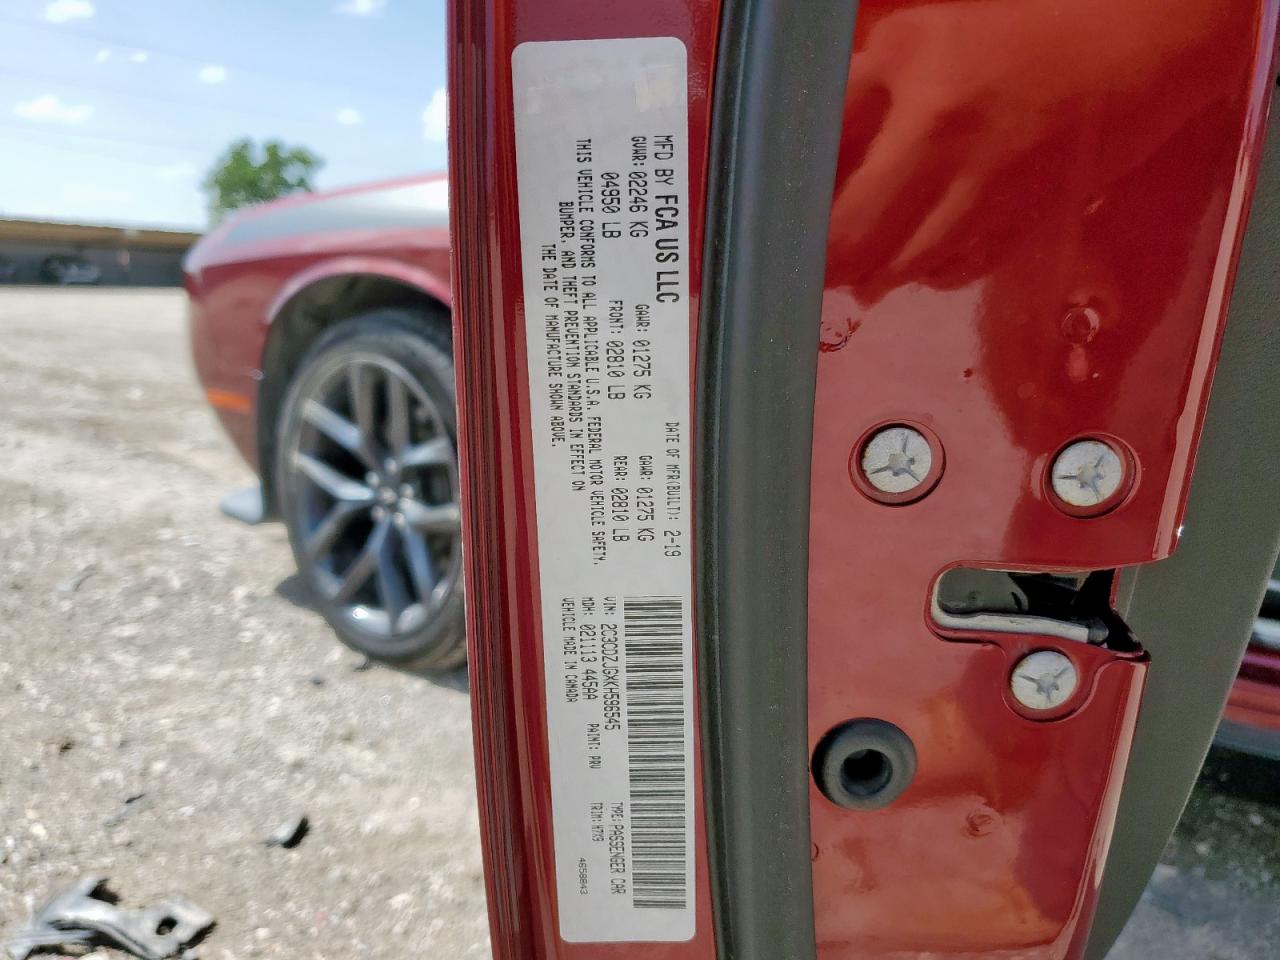 MFD BY FCA US LLC
DATE OF MFR(BUILT): 2-19
GVWR: 02246 KG
GAWR: 01275 KG
GAWR: 01275 KG
04950 LB
FRONT: 02810 LB
REAR: 02810 LB
THIS VEHICLE CONFORMS TO ALL APPLICABLE U.S.A. FEDERAL MOTOR VEHICLE SAFETY,
BUMPER, AND THEFT PREVENTION STANDARDS IN EFFECT ON
THE DATE OF MANUFACTURE SHOWN ABOVE.
VIN: 2C3CDZJGXKH596545
TYPE: PASSENGER CAR
MDH: 021113 445AA
PAINT: PRV
TRIM: H7X9
VEHICLE MADE IN CANADA
4658843